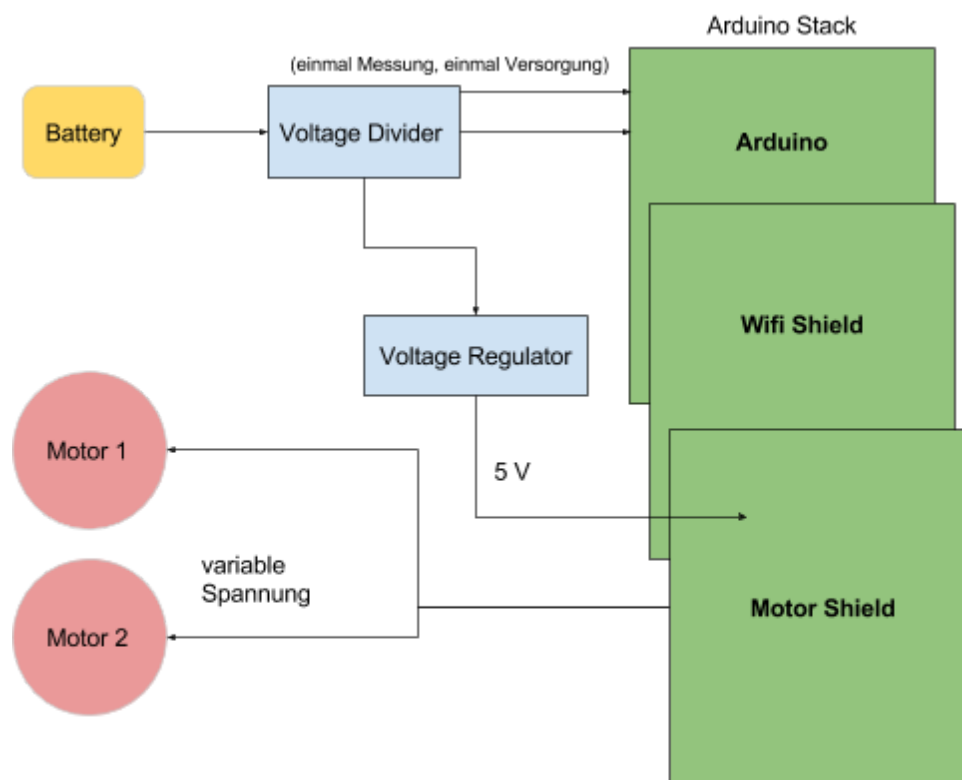 Arduino Stack
(einmal Messung, einmal Versorgung)
Battery
Voltage Divider
Arduino
Wifi Shield
Voltage Regulator
Motor 1
5 V
variable
Spannung
Motor Shield
Motor 2